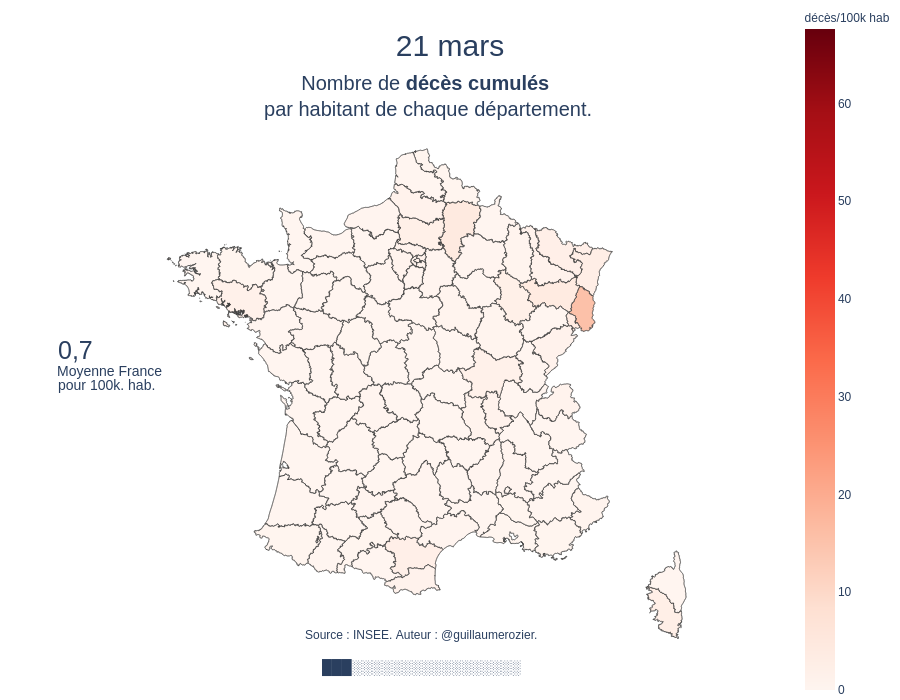 décès/100k hab
21 mars
Nombre de décès cumulés
par habitant de chaque département.
60
50
40
30
20
10
0
0,7
Moyenne France
pour 100k. hab.
Source : INSEE. Auteur : @guillaumerozier.